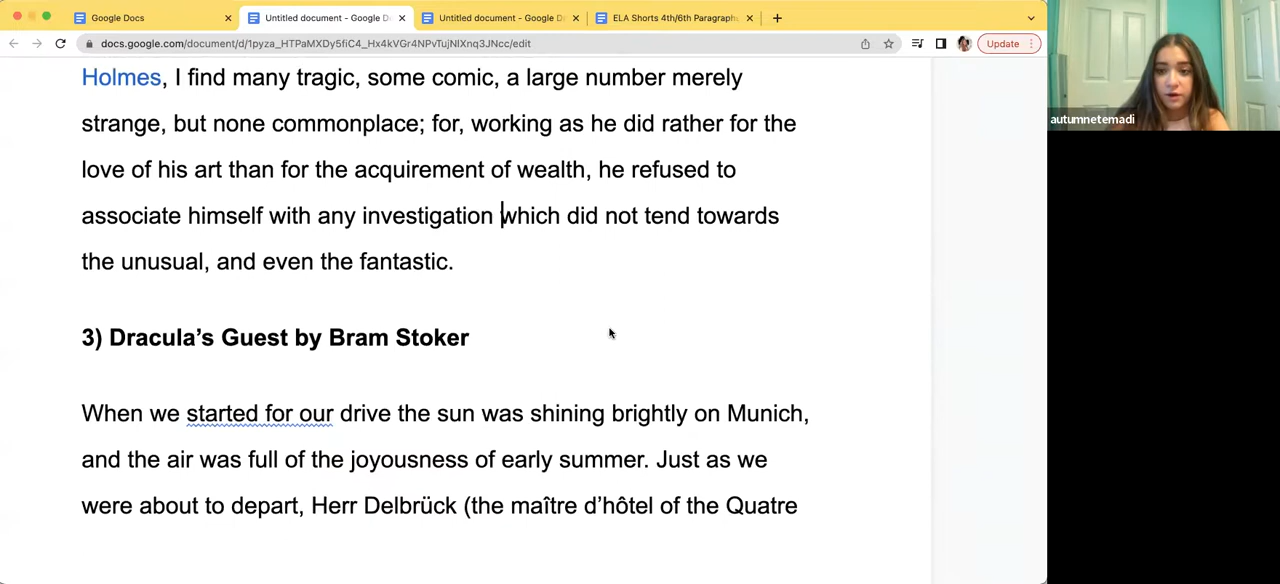 Google Docs
Untitled document - Google D
Untitled document - Google D
ELA Shorts 4th/6th Paragraph
docs.google.com/document/d/1pyza_HTPaMXDy5fiC4_Hx4kVGr4NPvTujNIXnq3JNcc/edit
Update
autumnetemadi
Holmes, I find many tragic, some comic, a large number merely
strange, but none commonplace; for, working as he did rather for the
love of his art than for the acquirement of wealth, he refused to
associate himself with any investigation which did not tend towards
the unusual, and even the fantastic.
3) Dracula’s Guest by Bram Stoker
When we started for our drive the sun was shining brightly on Munich,
and the air was full of the joyousness of early summer. Just as we
were about to depart, Herr Delbrück (the maître d’hôtel of the Quatre